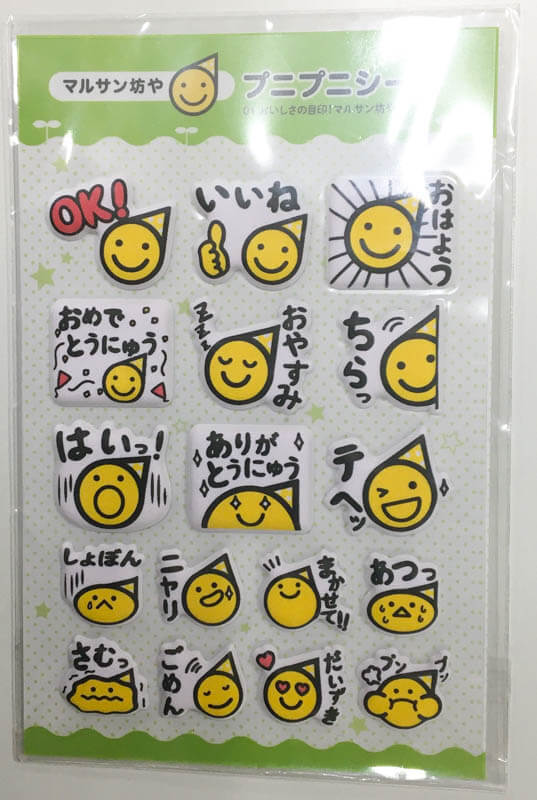 マルサン坊や
プニプニシー
おいしさの目印!マルサン坊や
OK!
いいね
おはよう
おめで
とうにゅう
ZZZ
おやすみ
ちらっ
はいっ!
ありが
とうにゅう
テヘッ
しょぼん
ニヤリ
まかせて!!
あつっ
さむっ
ごめん
だいすき
プンプン